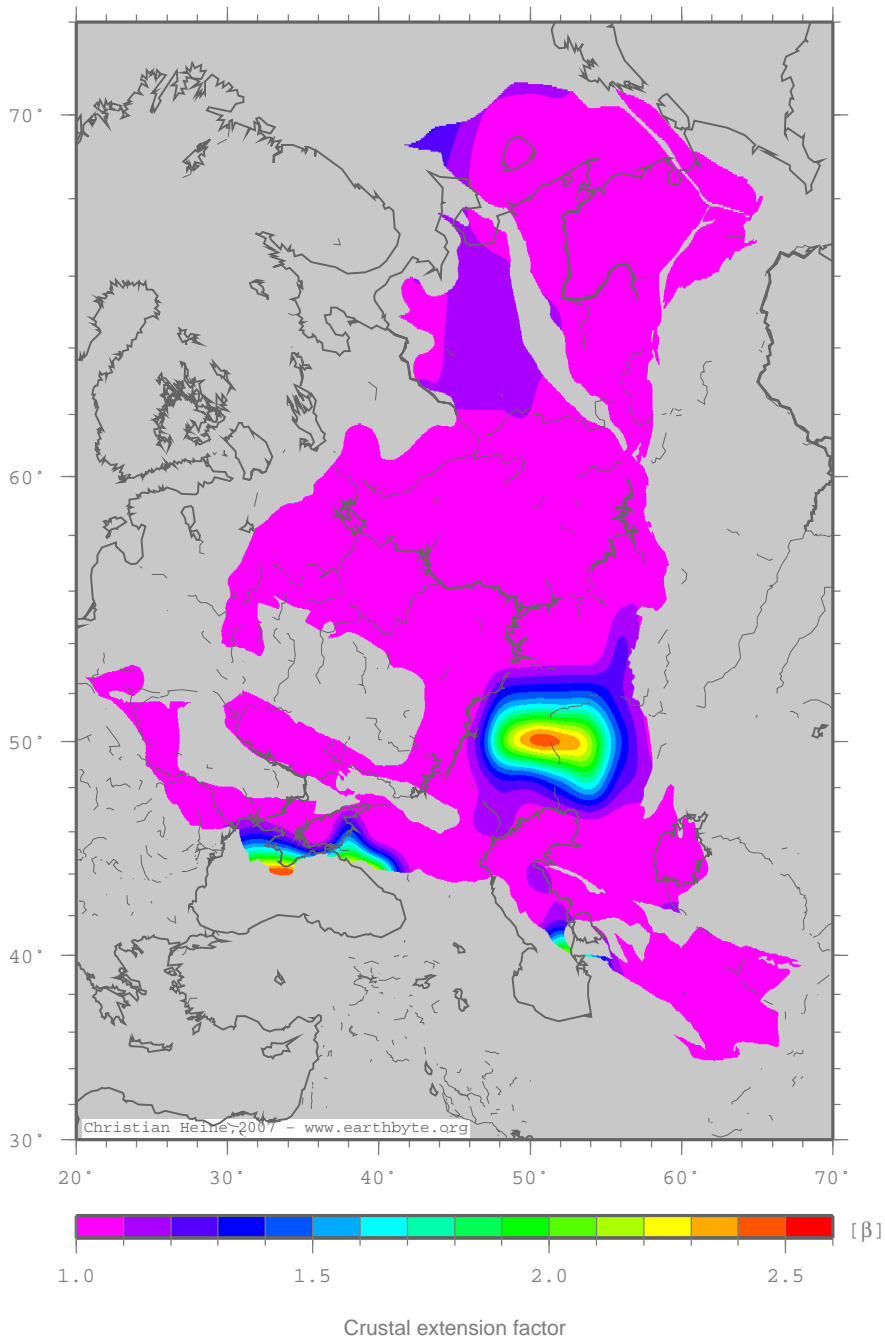 70°
60°
50°
40°
30°
Christian Heine,2007 – www.earthbyte.org
20° 30° 40° 50° 60° 70°
[β]
1.0 1.5 2.0 2.5
Crustal extension factor